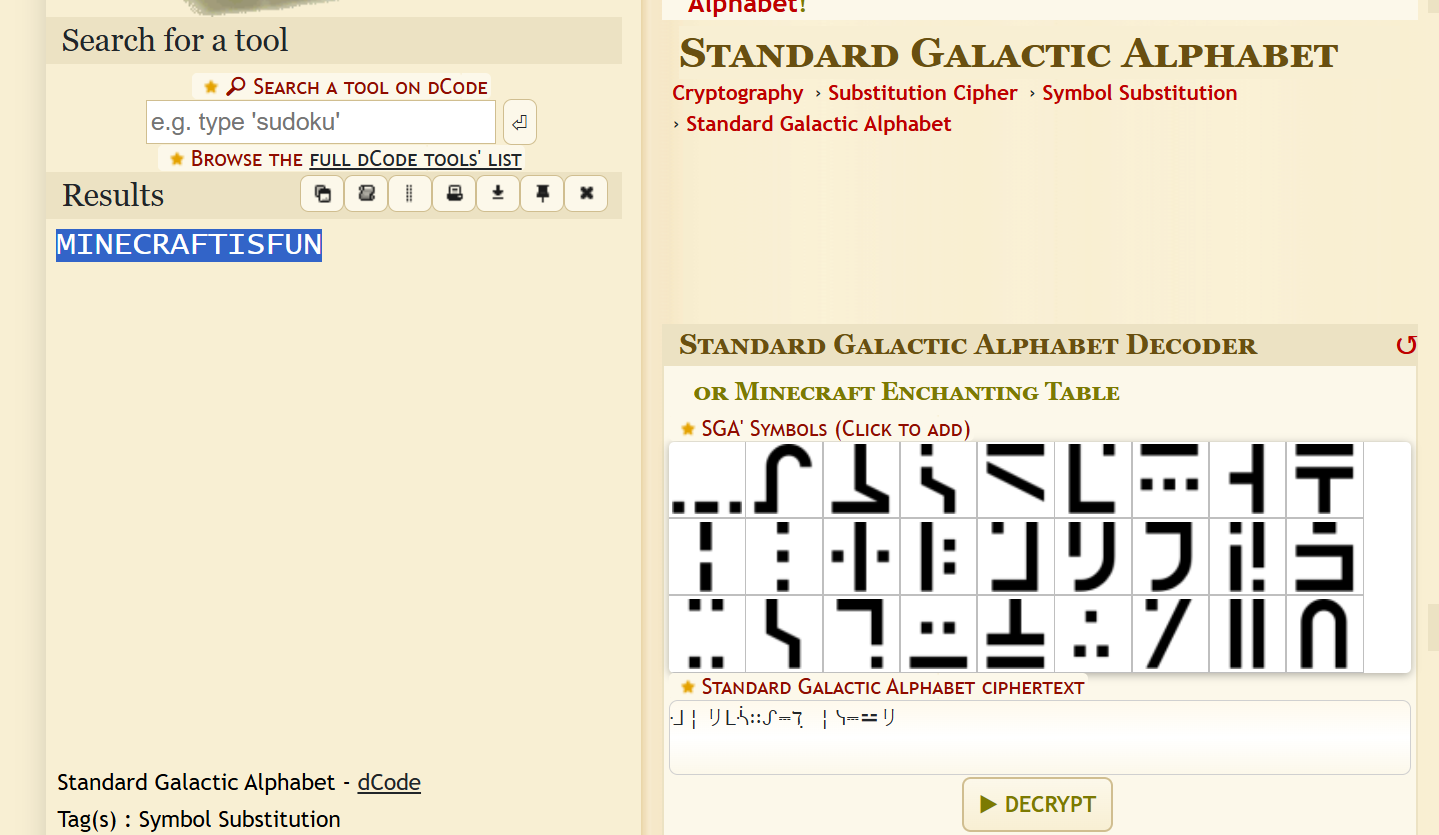 Search for a tool
Search a tool on dCode
e.g. type 'sudoku'
Browse the full dCode tools' list
Results
MINECRAFTISFUN
Standard Galactic Alphabet - dCode
Tag(s) : Symbol Substitution
Alphabet!
Standard Galactic Alphabet
Cryptography › Substitution Cipher › Symbol Substitution
› Standard Galactic Alphabet
Standard Galactic Alphabet Decoder
or Minecraft Enchanting Table
SGA' Symbols (Click to add)
Standard Galactic Alphabet ciphertext
▶ DECRYPT